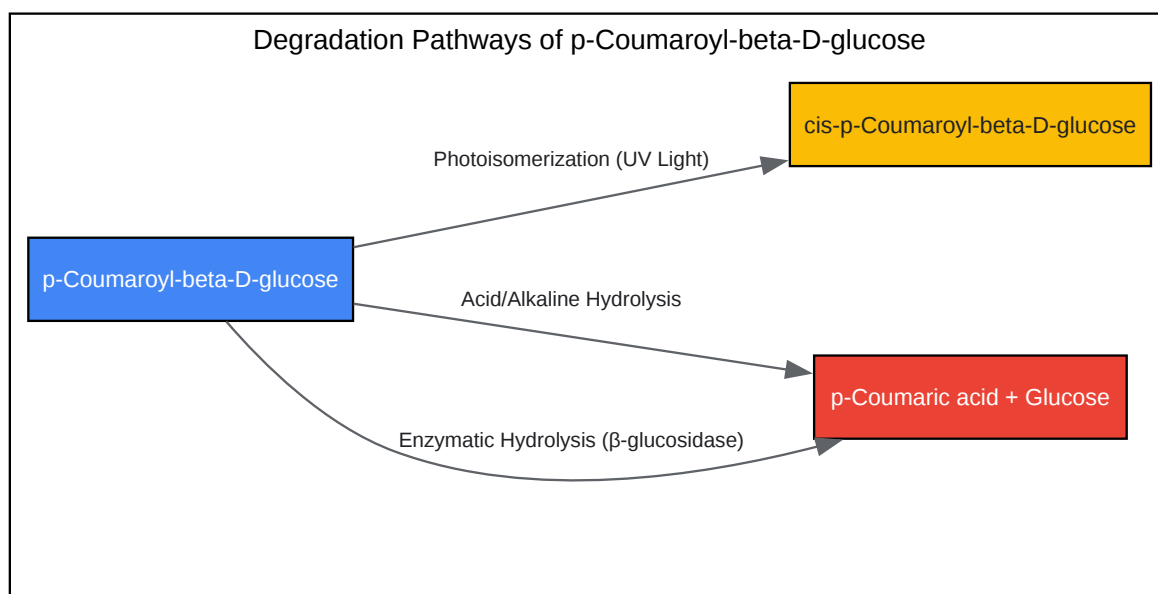 Degradation Pathways of p-Coumaroyl-beta-D-glucose
cis-p-Coumaroyl-beta-D-glucose
Photoisomerization (UV Light)
p-Coumaroyl-beta-D-glucose
Acid/Alkaline Hydrolysis
p-Coumaric acid + Glucose
Enzymatic Hydrolysis (β-glucosidase)